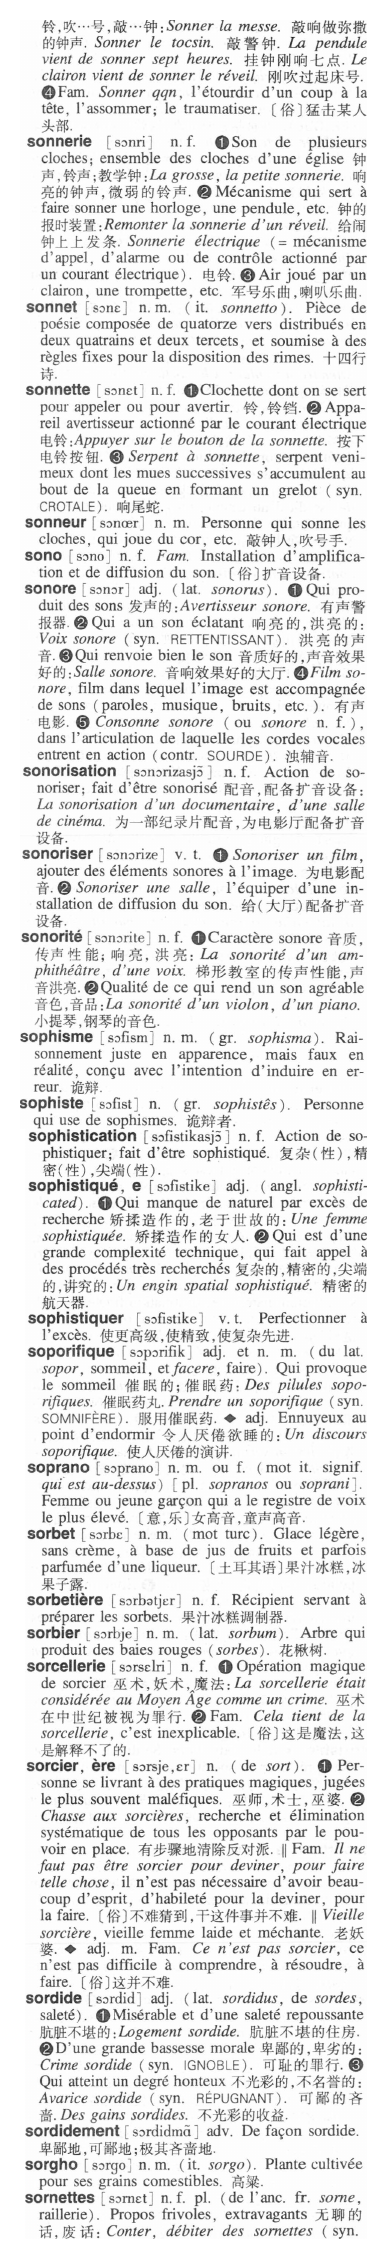 铃,吹…号,敲…钟:Sonner la messe. 敲响做弥撒
的钟声. Sonner le tocsin. 敲警钟. La pendule
vient de sonner sept heures. 挂钟刚响七点. Le
clairon vient de sonner le réveil. 刚吹过起床号.
❹Fam. Sonner qqn, l'étourdir d'un coup à la
tête, l'assommer; le traumatiser. 〔俗〕猛击某人
头部.
sonnerie [sɔnri] n. f. ❶Son de plusieurs
cloches; ensemble des cloches d'une église 钟
声,铃声;教学钟:La grosse, la petite sonnerie. 响
亮的钟声,微弱的铃声. ❷Mécanisme qui sert à
faire sonner une horloge, une pendule, etc. 钟的
报时装置:Remonter la sonnerie d'un réveil. 给闹
钟上上发条. Sonnerie électrique (= mécanisme
d'appel, d'alarme ou de contrôle actionné par
un courant électrique). 电铃. ❸Air joué par un
clairon, une trompette, etc. 军号乐曲,喇叭乐曲.
sonnet [sɔnɛ] n. m. (it. sonnetto). Pièce de
poésie composée de quatorze vers distribués en
deux quatrains et deux tercets, et soumise à des
règles fixes pour la disposition des rimes. 十四行
诗.
sonnette [sɔnɛt] n. f. ❶Clochette dont on se sert
pour appeler ou pour avertir. 铃,铃铛. ❷Appa-
reil avertisseur actionné par le courant électrique
电铃:Appuyer sur le bouton de la sonnette. 按下
电铃按钮. ❸ Serpent à sonnette, serpent veni-
meux dont les mues successives s'accumulent au
bout de la queue en formant un grelot (syn.
CROTALE). 响尾蛇.
sonneur [sɔnœr] n. m. Personne qui sonne les
cloches, qui joue du cor, etc. 敲钟人,吹号手.
sono [sɔno] n. f. Fam. Installation d'amplifica-
tion et de diffusion du son. 〔俗〕扩音设备.
sonore [sɔnɔr] adj. (lat. sonorus). ❶ Qui pro-
duit des sons 发声的:Avertisseur sonore. 有声警
报器. ❷ Qui a un son éclatant 响亮的,洪亮的:
Voix sonore (syn. RETENTISSANT). 洪亮的声
音. ❸Qui renvoie bien le son 音质好的,声音效果
好的:Salle sonore. 音响效果好的大厅. ❹Film so-
nore, film dans lequel l'image est accompagnée
de sons (paroles, musique, bruits, etc.). 有声
电影. ❺ Consonne sonore (ou sonore n. f.),
dans l'articulation de laquelle les cordes vocales
entrent en action (contr. SOURDE). 浊辅音.
sonorisation [sɔnɔrizasjɔ̃] n. f. Action de so-
noriser; fait d'être sonorisé 配音,配备扩音设备:
La sonorisation d'un documentaire, d'une salle
de cinéma. 为一部纪录片配音,为电影厅配备扩音
设备.
sonoriser [sɔnɔrize] v. t. ❶ Sonoriser un film,
ajouter des éléments sonores à l'image. 为电影配
音. ❷ Sonoriser une salle, l'équiper d'une in-
stallation de diffusion du son. 给(大厅)配备扩音
设备.
sonorité [sɔnɔrite] n. f. ❶Caractère sonore 音质,
传声性能; 响亮, 洪亮: La sonorité d'un am-
phithéâtre, d'une voix. 梯形教室的传声性能,声
音洪亮. ❷Qualité de ce qui rend un son agréable
音色,音品:La sonorité d'un violon, d'un piano.
小提琴,钢琴的音色.
sophisme [sɔfism] n. m. (gr. sophisma). Rai-
sonnement juste en apparence, mais faux en
réalité, conçu avec l'intention d'induire en er-
reur. 诡辩.
sophiste [sɔfist] n. (gr. sophistês). Personne
qui use de sophismes. 诡辩者.
sophistication [sɔfistikasjɔ̃] n. f. Action de so-
phistiquer; fait d'être sophistiqué. 复杂(性),精
密(性),尖端(性).
sophistiqué, e [sɔfistike] adj. (angl. sophisti-
cated). ❶Qui manque de naturel par excès de
recherche 矫揉造作的,老于世故的:Une femme
sophistiquée. 矫揉造作的女人. ❷Qui est d'une
grande complexité technique, qui fait appel à
des procédés très recherchés 复杂的,精密的,尖端
的,讲究的:Un engin spatial sophistiqué. 精密的
航天器.
sophistiquer [sɔfistike] v. t. Perfectionner à
l'excès. 使更高级,使精致,使复杂先进.
soporifique [sɔpɔrifik] adj. et n. m. (du lat.
sopor, sommeil, et facere, faire). Qui provoque
le sommeil 催眠的;催眠药:Des pilules sopo-
rifiques. 催眠药丸. Prendre un soporifique (syn.
SOMNIFÈRE). 服用催眠药. ◆ adj. Ennuyeux au
point d'endormir 令人厌倦欲睡的:Un discours
soporifique. 使人厌倦的演讲.
soprano [sɔprano] n. m. ou f. (mot it. signif.
qui est au-dessus) [pl. sopranos ou soprani].
Femme ou jeune garçon qui a le registre de voix
le plus élevé. 〔意,乐〕女高音,童声高音.
sorbet [sɔrbɛ] n. m. (mot turc). Glace légère,
sans crème, à base de jus de fruits et parfois
parfumée d'une liqueur. 〔土耳其语〕果汁冰糕,冰
果子露.
sorbetière [sɔrbətjɛr] n. f. Récipient servant à
préparer les sorbets. 果汁冰糕调制器.
sorbier [sɔrbje] n. m. (lat. sorbum). Arbre qui
produit des baies rouges (sorbes). 花楸树.
sorcellerie [sɔrsɛlri] n. f. ❶Opération magique
de sorcier 巫术,妖术,魔法:La sorcellerie était
considérée au Moyen Âge comme un crime. 巫术
在中世纪被视为罪行. ❷ Fam. Cela tient de la
sorcellerie, c'est inexplicable. 〔俗〕这是魔法,这
是解释不了的.
sorcier, ère [sɔrsje,ɛr] n. (de sort). ❶ Per-
sonne se livrant à des pratiques magiques, jugées
le plus souvent maléfiques. 巫师,术士,巫婆. ❷
Chasse aux sorcières, recherche et élimination
systématique de tous les opposants par le pou-
voir en place. 有步骤地清除反对派. ‖ Fam. Il ne
faut pas être sorcier pour deviner, pour faire
telle chose, il n'est pas nécessaire d'avoir beau-
coup d'esprit, d'habileté pour la deviner, pour
la faire. 〔俗〕不难猜到,干这件事并不难. ‖ Vieille
sorcière, vieille femme laide et méchante. 老妖
婆. ◆ adj. m. Fam. Ce n'est pas sorcier, ce
n'est pas difficile à comprendre, à résoudre, à
faire. 〔俗〕这并不难.
sordide [sɔrdid] adj. (lat. sordidus, de sordes,
saleté). ❶Misérable et d'une saleté repoussante
肮脏不堪的:Logement sordide. 肮脏不堪的住房.
❷D'une grande bassesse morale 卑鄙的,卑劣的:
Crime sordide (syn. IGNOBLE). 可耻的罪行. ❸
Qui atteint un degré honteux 不光彩的,不名誉的:
Avarice sordide (syn. RÉPUGNANT). 可鄙的吝
啬. Des gains sordides. 不光彩的收益.
sordidement [sɔrdidmɑ̃] adv. De façon sordide.
卑鄙地,可鄙地;极其吝啬地.
sorgho [sɔrgo] n. m. (it. sorgo). Plante cultivée
pour ses grains comestibles. 高粱.
sornettes [sɔrnɛt] n. f. pl. (de l'anc. fr. sorne,
raillerie). Propos frivoles, extravagants 无聊的
话,废话: Conter, débiter des sornettes (syn.